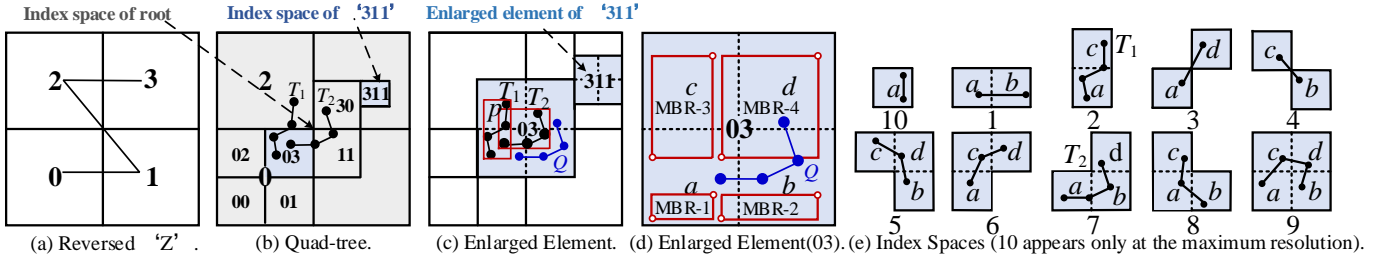 Index space of root
Index space of '311'
Enlarged element of '311'
2
3
0
1
(a) Reversed 'Z'.
2
T1
T2
30
311
02
03
11
0
00
01
(b) Quad-tree.
311
T1
T2
p
03
Q
(c) Enlarged Element.
c
d
MBR-3
MBR-4
03
Q
a
b
MBR-1
MBR-2
(d) Enlarged Element(03).
a
10
a
b
1
c
T1
a
2
d
a
3
c
b
4
c
d
b
5
c
d
a
6
T2
d
a
b
7
c
a
b
8
c
d
a
b
9
(e) Index Spaces (10 appears only at the maximum resolution).